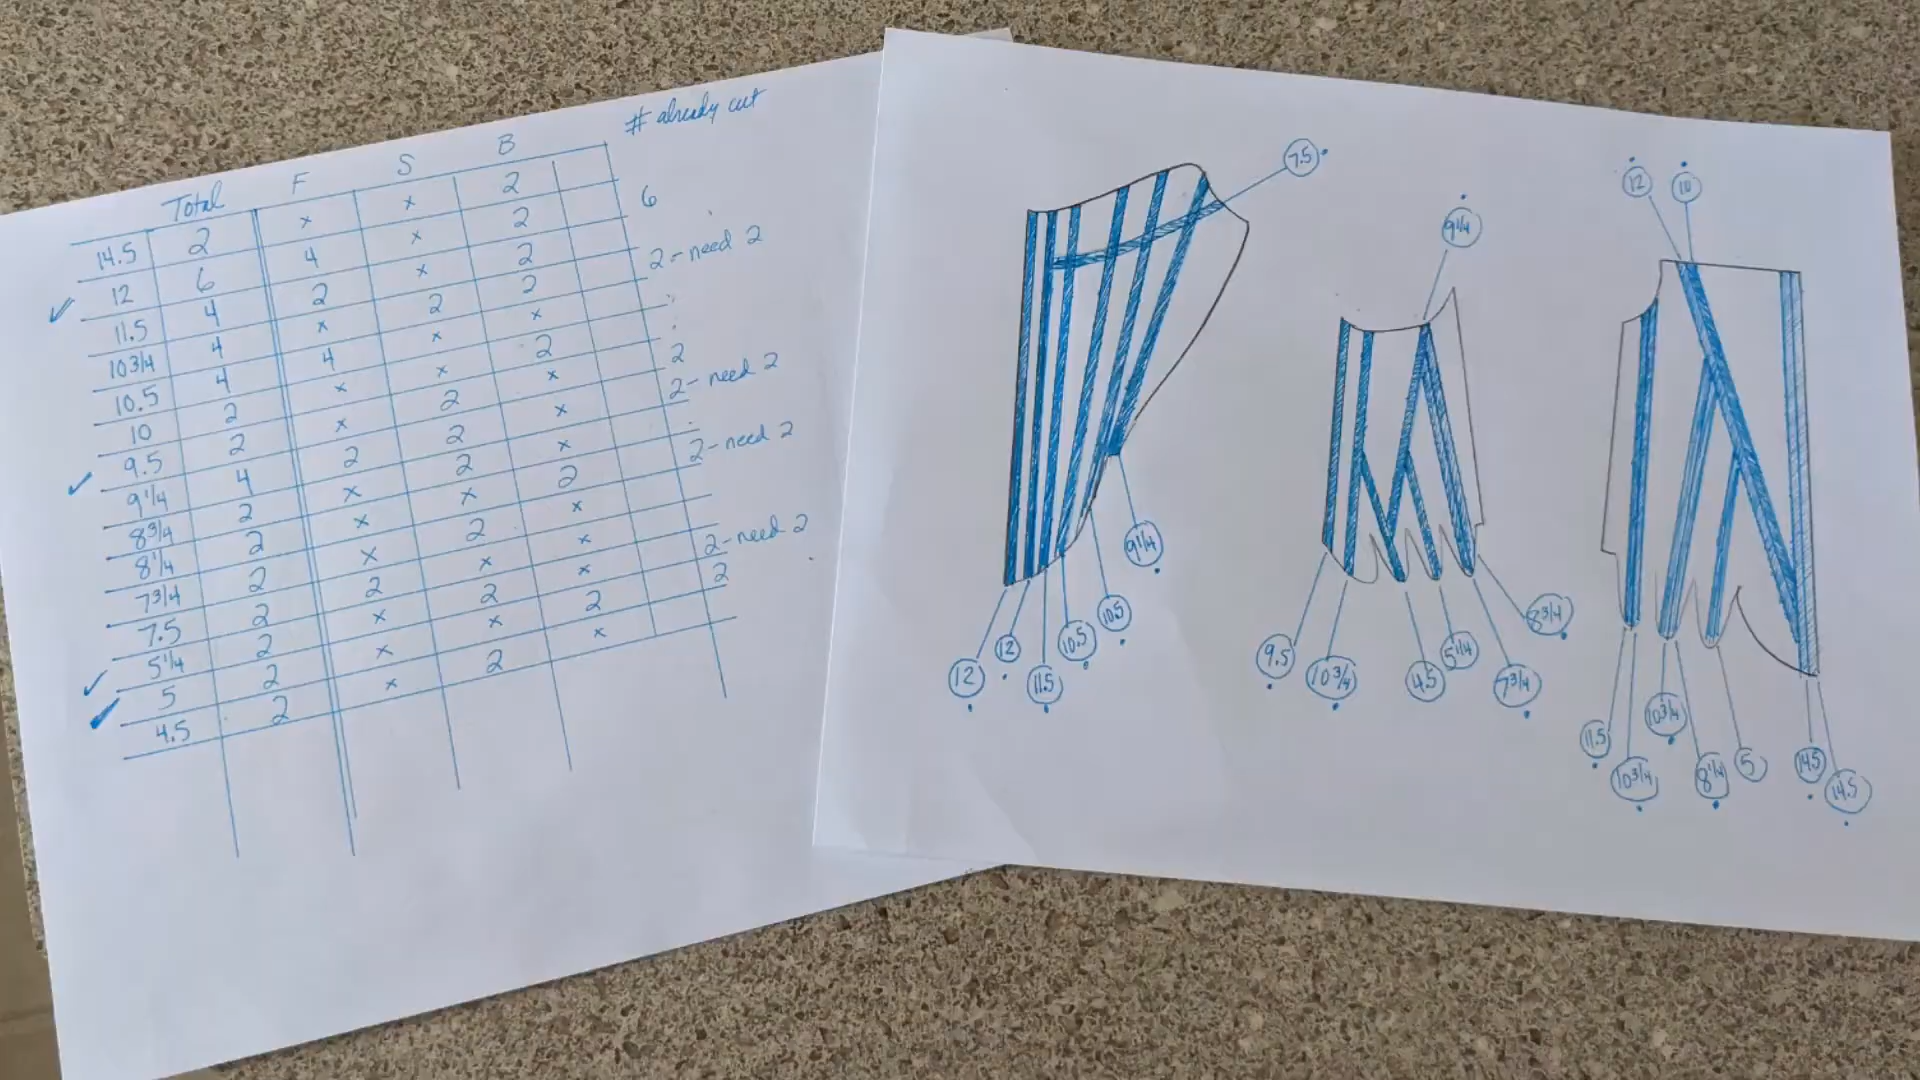 # already cut
Total F S B
14.5 2 x x 2
✓ 12 6 4 x 2 6
11.5 4 2 x 2
10 3/4 4 x 2 2 2 - need 2
10.5 4 4 x x
10 2 x x 2
✓ 9.5 2 x 2 x 2
9 1/4 4 2 2 x 2 - need 2
8 3/4 2 x 2 x
8 1/4 2 x x 2 2 - need 2
7 3/4 2 x 2 x
7.5 2 2 x x
✓ 5 1/4 2 x 2 x 2 - need 2
✓ 5 2 x x 2 2
4.5 2 x 2 x
7.5
9 1/4
12
12
11.5
10.5
10.5
9 1/4
9.5
10 3/4
4.5
5 1/4
7 3/4
8 3/4
12
10
11.5
10 3/4
10 3/4
8 1/4
5
14.5
14.5